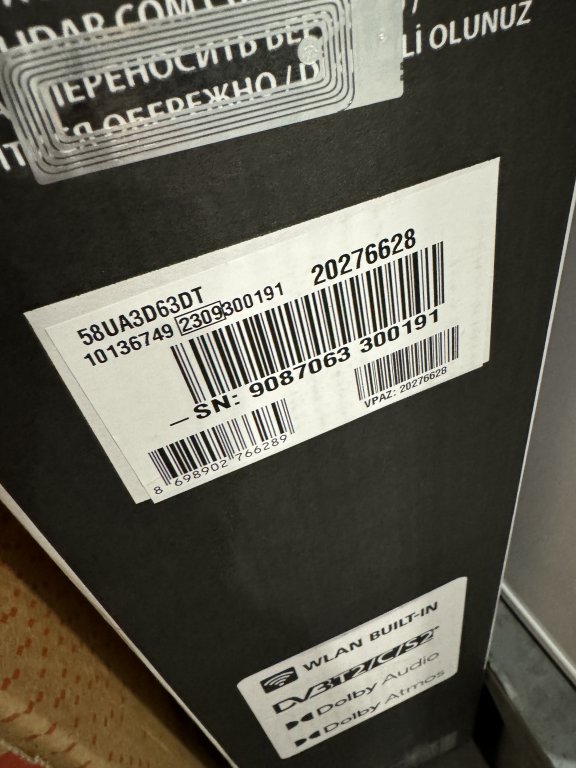 ПЕРЕНОСИТЬ
Lİ OLUNUZ
ОБЕРЕЖНО /
58UA3D63DT
20276628
10136749 2309300191
SN: 9087063 300191
VPAZ: 20276628
8 698902 766289
WLAN BUILT-IN
DVB-T2/C/S2
Dolby Audio
Dolby Atmos